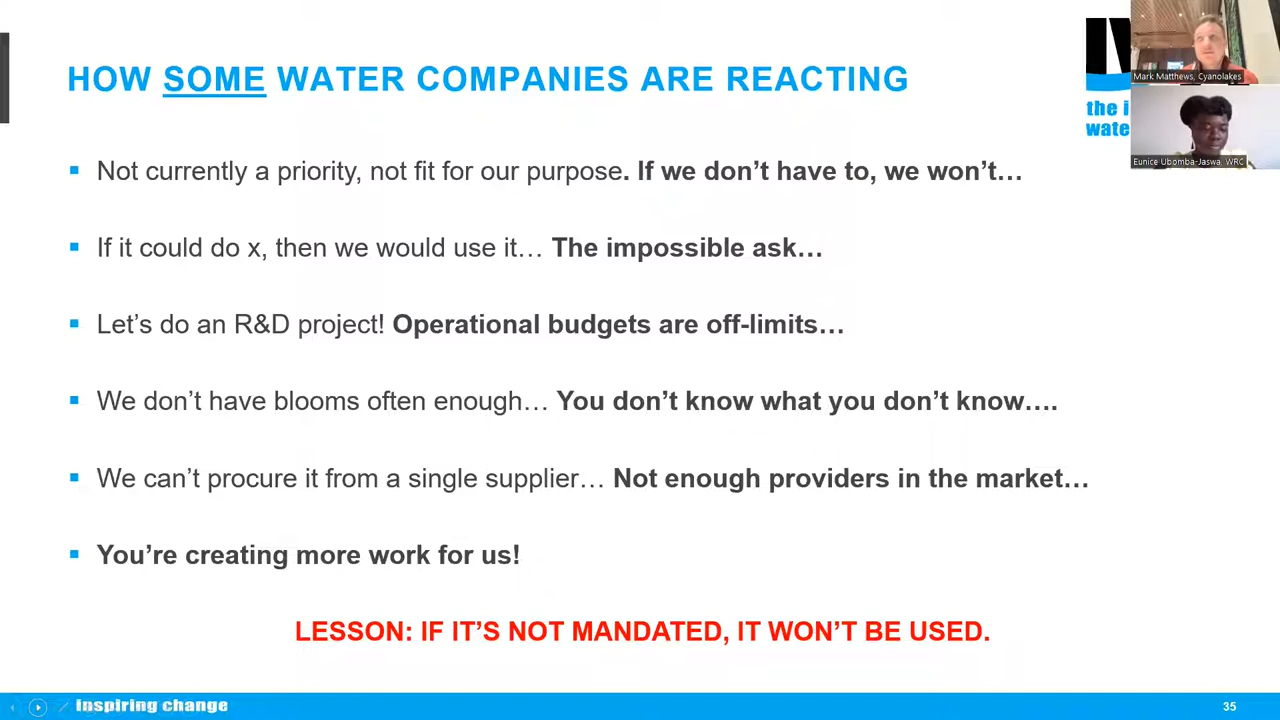 HOW SOME WATER COMPANIES ARE REACTING
the i
wate
Mark Matthews, Cyanolakes
Eunice Ubomba-Jaswa, WRC
Not currently a priority, not fit for our purpose. If we don't have to, we won't…
If it could do x, then we would use it… The impossible ask…
Let's do an R&D project! Operational budgets are off-limits…
We don't have blooms often enough… You don't know what you don't know….
We can't procure it from a single supplier… Not enough providers in the market…
You're creating more work for us!
LESSON: IF IT'S NOT MANDATED, IT WON'T BE USED.
inspiring change
35